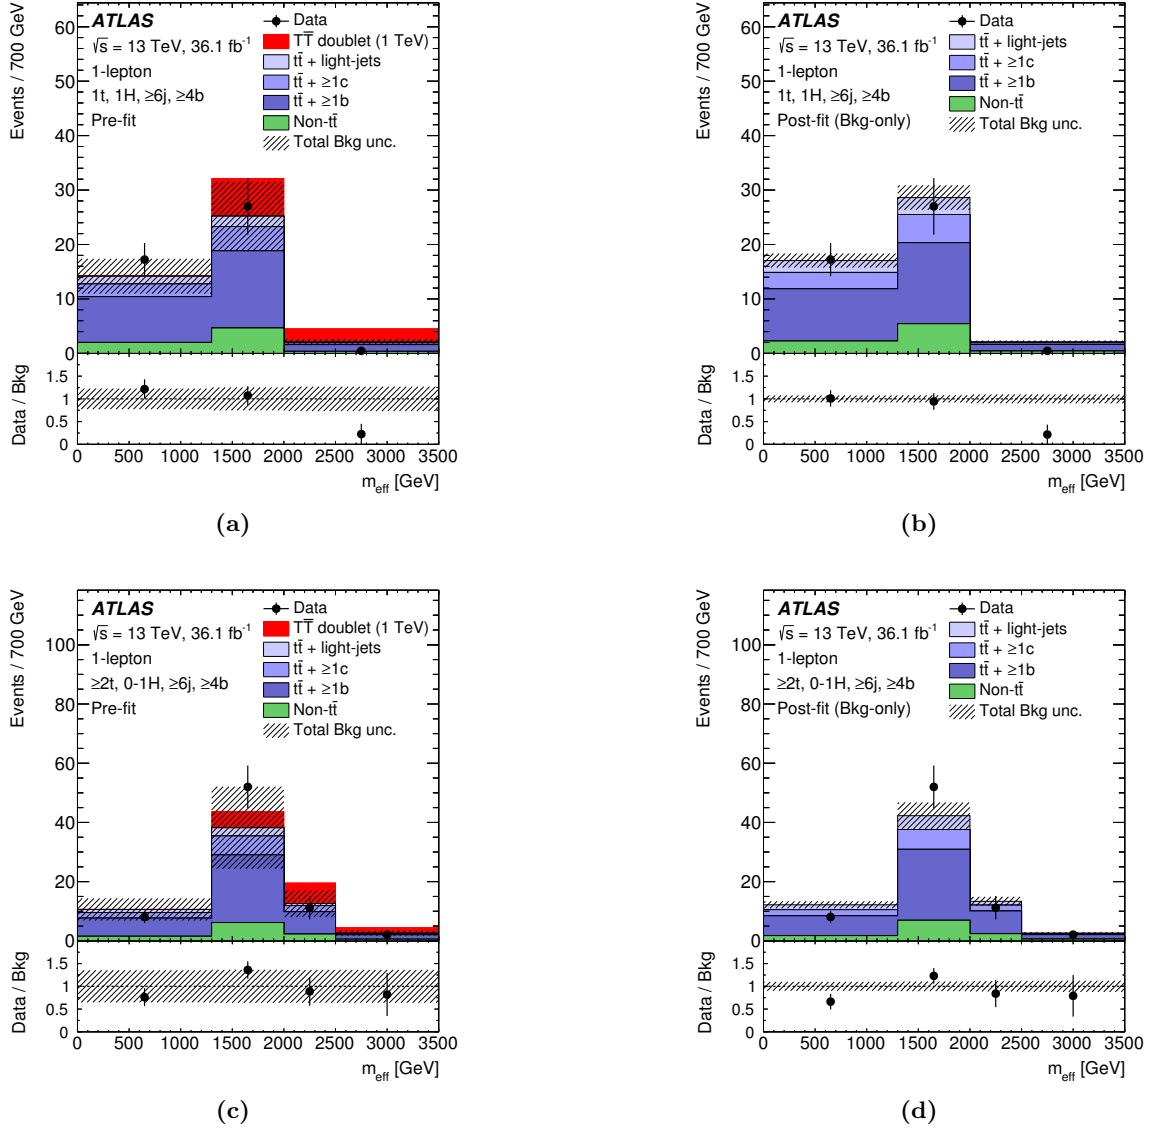 ATLAS
√s = 13 TeV, 36.1 fb⁻¹
1-lepton
1t, 1H, ≥6j, ≥4b
Pre-fit
Data
TT̅ doublet (1 TeV)
tt̅ + light-jets
tt̅ + ≥1c
tt̅ + ≥1b
Non-tt̅
Total Bkg unc.
Events / 700 GeV
60
50
40
30
20
10
0
Data / Bkg
1.5
1
0.5
0
0 500 1000 1500 2000 2500 3000 3500
m_eff [GeV]
(a)
ATLAS
√s = 13 TeV, 36.1 fb⁻¹
1-lepton
1t, 1H, ≥6j, ≥4b
Post-fit (Bkg-only)
Data
tt̅ + light-jets
tt̅ + ≥1c
tt̅ + ≥1b
Non-tt̅
Total Bkg unc.
Events / 700 GeV
60
50
40
30
20
10
0
Data / Bkg
1.5
1
0.5
0
0 500 1000 1500 2000 2500 3000 3500
m_eff [GeV]
(b)
ATLAS
√s = 13 TeV, 36.1 fb⁻¹
1-lepton
≥2t, 0-1H, ≥6j, ≥4b
Pre-fit
Data
TT̅ doublet (1 TeV)
tt̅ + light-jets
tt̅ + ≥1c
tt̅ + ≥1b
Non-tt̅
Total Bkg unc.
Events / 700 GeV
100
80
60
40
20
0
Data / Bkg
1.5
1
0.5
0
0 500 1000 1500 2000 2500 3000 3500
m_eff [GeV]
(c)
ATLAS
√s = 13 TeV, 36.1 fb⁻¹
1-lepton
≥2t, 0-1H, ≥6j, ≥4b
Post-fit (Bkg-only)
Data
tt̅ + light-jets
tt̅ + ≥1c
tt̅ + ≥1b
Non-tt̅
Total Bkg unc.
Events / 700 GeV
100
80
60
40
20
0
Data / Bkg
1.5
1
0.5
0
0 500 1000 1500 2000 2500 3000 3500
m_eff [GeV]
(d)